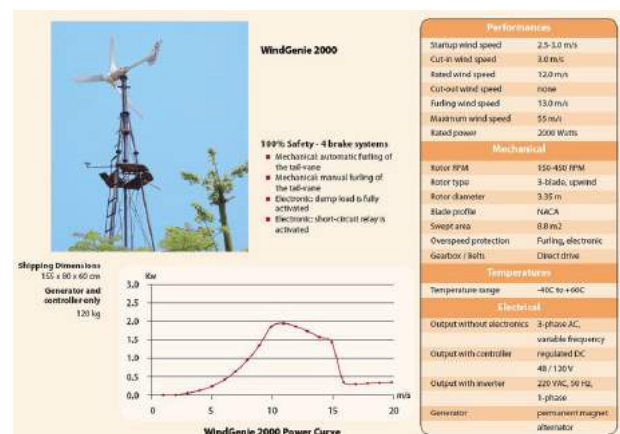 WindGenie 2000
100% Safety - 4 brake systems
Mechanical: automatic furling of
the tail-vane
Mechanical: manual furling of
the tail-vane
Electronic: dump load is fully
activated
Electronic: short-circuit relay is
activated
Shipping Dimensions
155 x 80 x 60 cm
Generator and
controller only
120 kg
Kw
3.0
2.5
2.0
1.5
1.0
0.5
0.0
0 5 10 15 20
m/s
WindGenie 2000 Power Curve
Performances
Startup wind speed 2.5-3.0 m/s
Cut-in wind speed 3.0 m/s
Rated wind speed 12.0 m/s
Cut-out wind speed none
Furling wind speed 13.0 m/s
Maximum wind speed 55 m/s
Rated power 2000 Watts
Mechanical
Rotor RPM 150-450 RPM
Rotor type 3-blade, upwind
Rotor diameter 3.35 m
Blade profile NACA
Swept area 8.8 m2
Overspeed protection Furling, electronic
Gearbox / Belts Direct drive
Temperatures
Temperature range -40C to +60C
Electrical
Output without electronics 3-phase AC,
variable frequency
Output with controller regulated DC
48 / 120 V
Output with inverter 220 VAC, 50 Hz,
1-phase
Generator permanent magnet
alternator